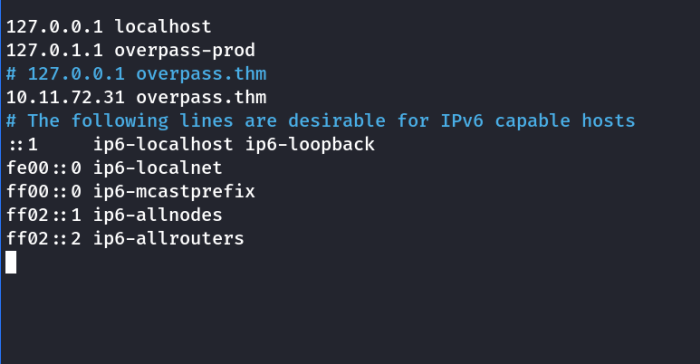 127.0.0.1 localhost
127.0.1.1 overpass-prod
# 127.0.0.1 overpass.thm
10.11.72.31 overpass.thm
# The following lines are desirable for IPv6 capable hosts
::1     ip6-localhost ip6-loopback
fe00::0 ip6-localnet
ff00::0 ip6-mcastprefix
ff02::1 ip6-allnodes
ff02::2 ip6-allrouters